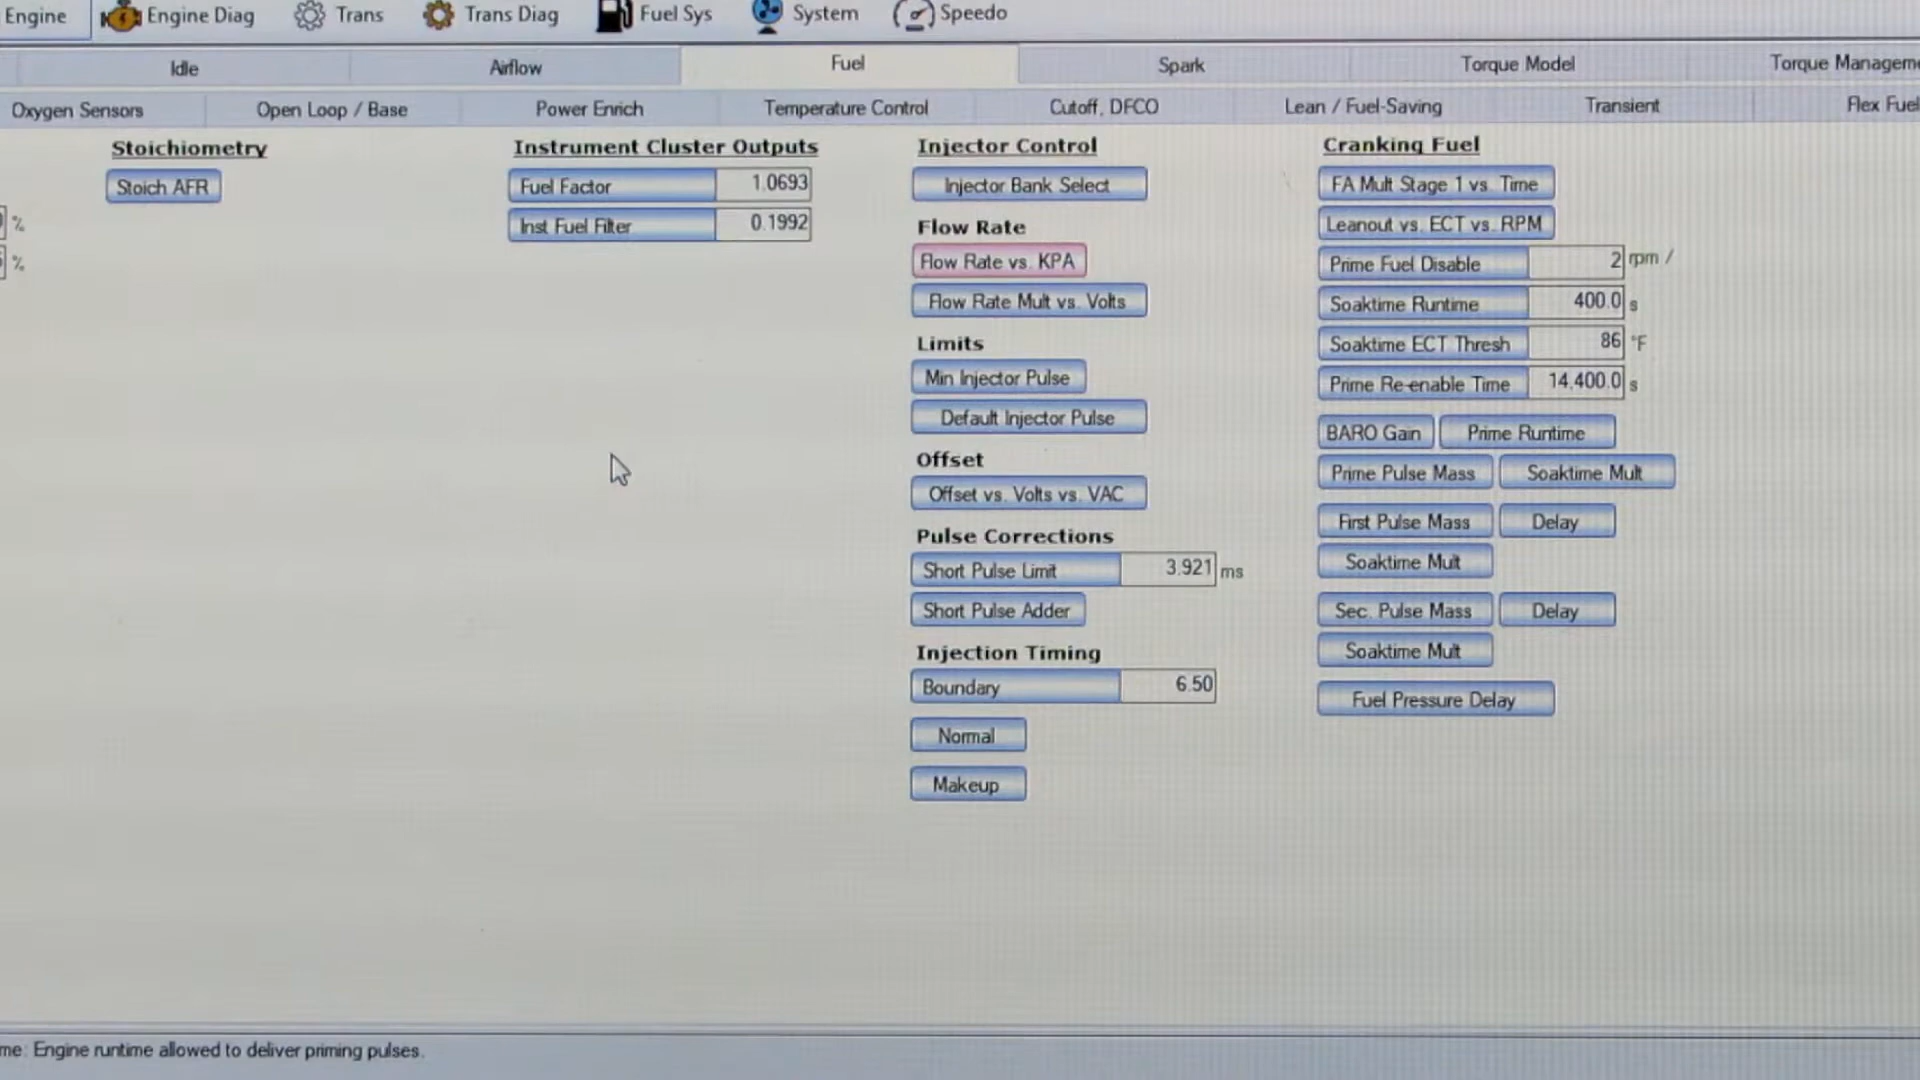 Engine Engine Diag Trans Trans Diag Fuel Sys System Speedo
Idle Airflow Fuel Spark Torque Model Torque Manageme
Oxygen Sensors Open Loop / Base Power Enrich Temperature Control Cutoff, DFCO Lean / Fuel-Saving Transient Flex Fuel
Stoichiometry
Stoich AFR
%
%
Instrument Cluster Outputs
Fuel Factor 1.0693
Inst Fuel Filter 0.1992
Injector Control
Injector Bank Select
Flow Rate
Flow Rate vs. KPA
Flow Rate Mult vs. Volts
Limits
Min Injector Pulse
Default Injector Pulse
Offset
Offset vs. Volts vs. VAC
Pulse Corrections
Short Pulse Limit 3.921 ms
Short Pulse Adder
Injection Timing
Boundary 6.50
Normal
Makeup
Cranking Fuel
FA Mult Stage 1 vs. Time
Leanout vs. ECT vs. RPM
Prime Fuel Disable 2 rpm /
Soaktime Runtime 400.0 s
Soaktime ECT Thresh 86 °F
Prime Re-enable Time 14,400.0 s
BARO Gain Prime Runtime
Prime Pulse Mass Soaktime Mult
First Pulse Mass Delay
Soaktime Mult
Sec. Pulse Mass Delay
Soaktime Mult
Fuel Pressure Delay
me: Engine runtime allowed to deliver priming pulses.